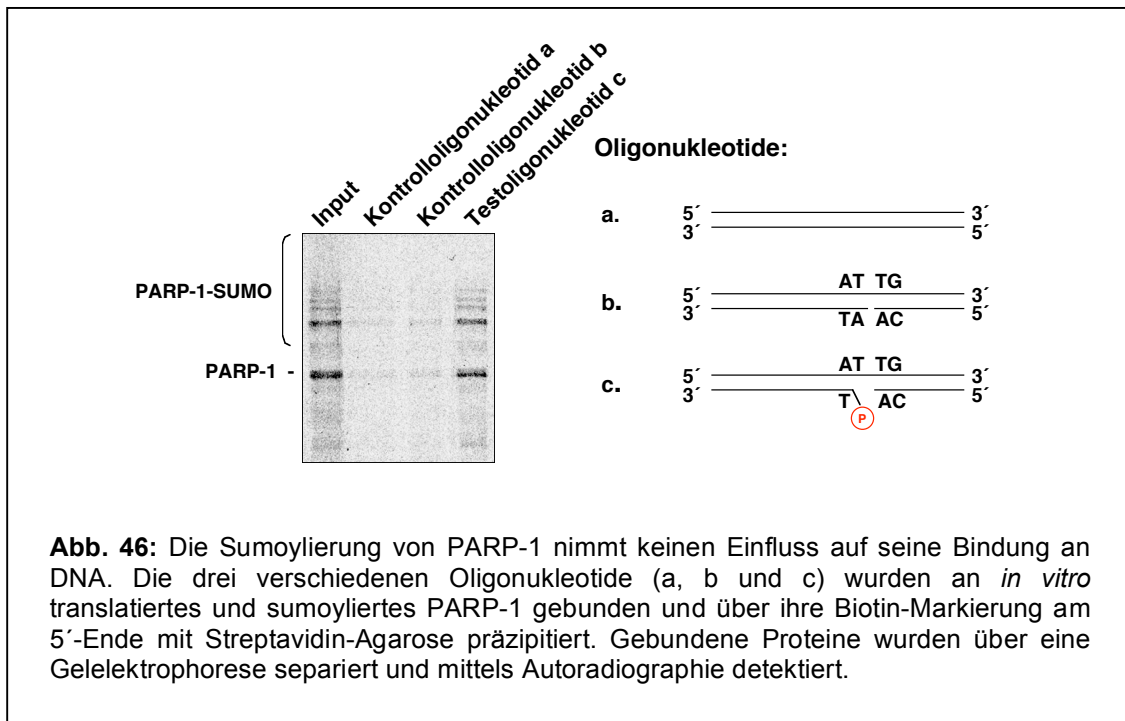 Input
Kontrolloligonukleotid a
Kontrolloligonukleotid b
Testoligonukleotid c
PARP-1-SUMO
PARP-1 -
Oligonukleotide:
a.
5´ 3´
3´ 5´
b.
AT TG
5´ 3´
3´ 5´
TA AC
c.
AT TG
5´ 3´
3´ 5´
T AC
P
Abb. 46: Die Sumoylierung von PARP-1 nimmt keinen Einfluss auf seine Bindung an
DNA. Die drei verschiedenen Oligonukleotide (a, b und c) wurden an in vitro
translatiertes und sumoyliertes PARP-1 gebunden und über ihre Biotin-Markierung am
5´-Ende mit Streptavidin-Agarose präzipitiert. Gebundene Proteine wurden über eine
Gelelektrophorese separiert und mittels Autoradiographie detektiert.